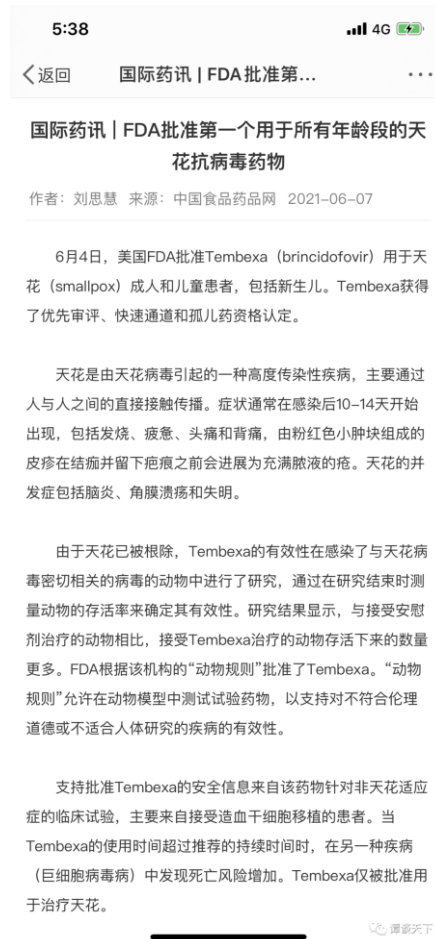 5:38
4G
返回
国际药讯 | FDA批准第...
国际药讯 | FDA批准第一个用于所有年龄段的天
花抗病毒药物
作者：刘思慧 来源：中国食品药品网 2021-06-07
6月4日，美国FDA批准Tembexa（brincidofovir）用于天
花（smallpox）成人和儿童患者，包括新生儿。Tembexa获得
了优先审评、快速通道和孤儿药资格认定。
天花是由天花病毒引起的一种高度传染性疾病，主要通过
人与人之间的直接接触传播。症状通常在感染后10-14天开始
出现，包括发烧、疲惫、头痛和背痛，由粉红色小肿块组成的
皮疹在结痂并留下疤痕之前会进展为充满脓液的疮。天花的并
发症包括脑炎、角膜溃疡和失明。
由于天花已被根除，Tembexa的有效性在感染了与天花病
毒密切相关的病毒的动物中进行了研究，通过在研究结束时测
量动物的存活率来确定其有效性。研究结果显示，与接受安慰
剂治疗的动物相比，接受Tembexa治疗的动物存活下来的数量
更多。FDA根据该机构的“动物规则”批准了Tembexa。“动物
规则”允许在动物模型中测试试验药物，以支持对不符合伦理
道德或不适合人体研究的疾病的有效性。
支持批准Tembexa的安全信息来自该药物针对非天花适应
症的临床试验，主要来自接受造血干细胞移植的患者。当
Tembexa的使用时间超过推荐的持续时间时，在另一种疾病
（巨细胞病毒病）中发现死亡风险增加。Tembexa仅被批准用
于治疗天花。
谭谈天下